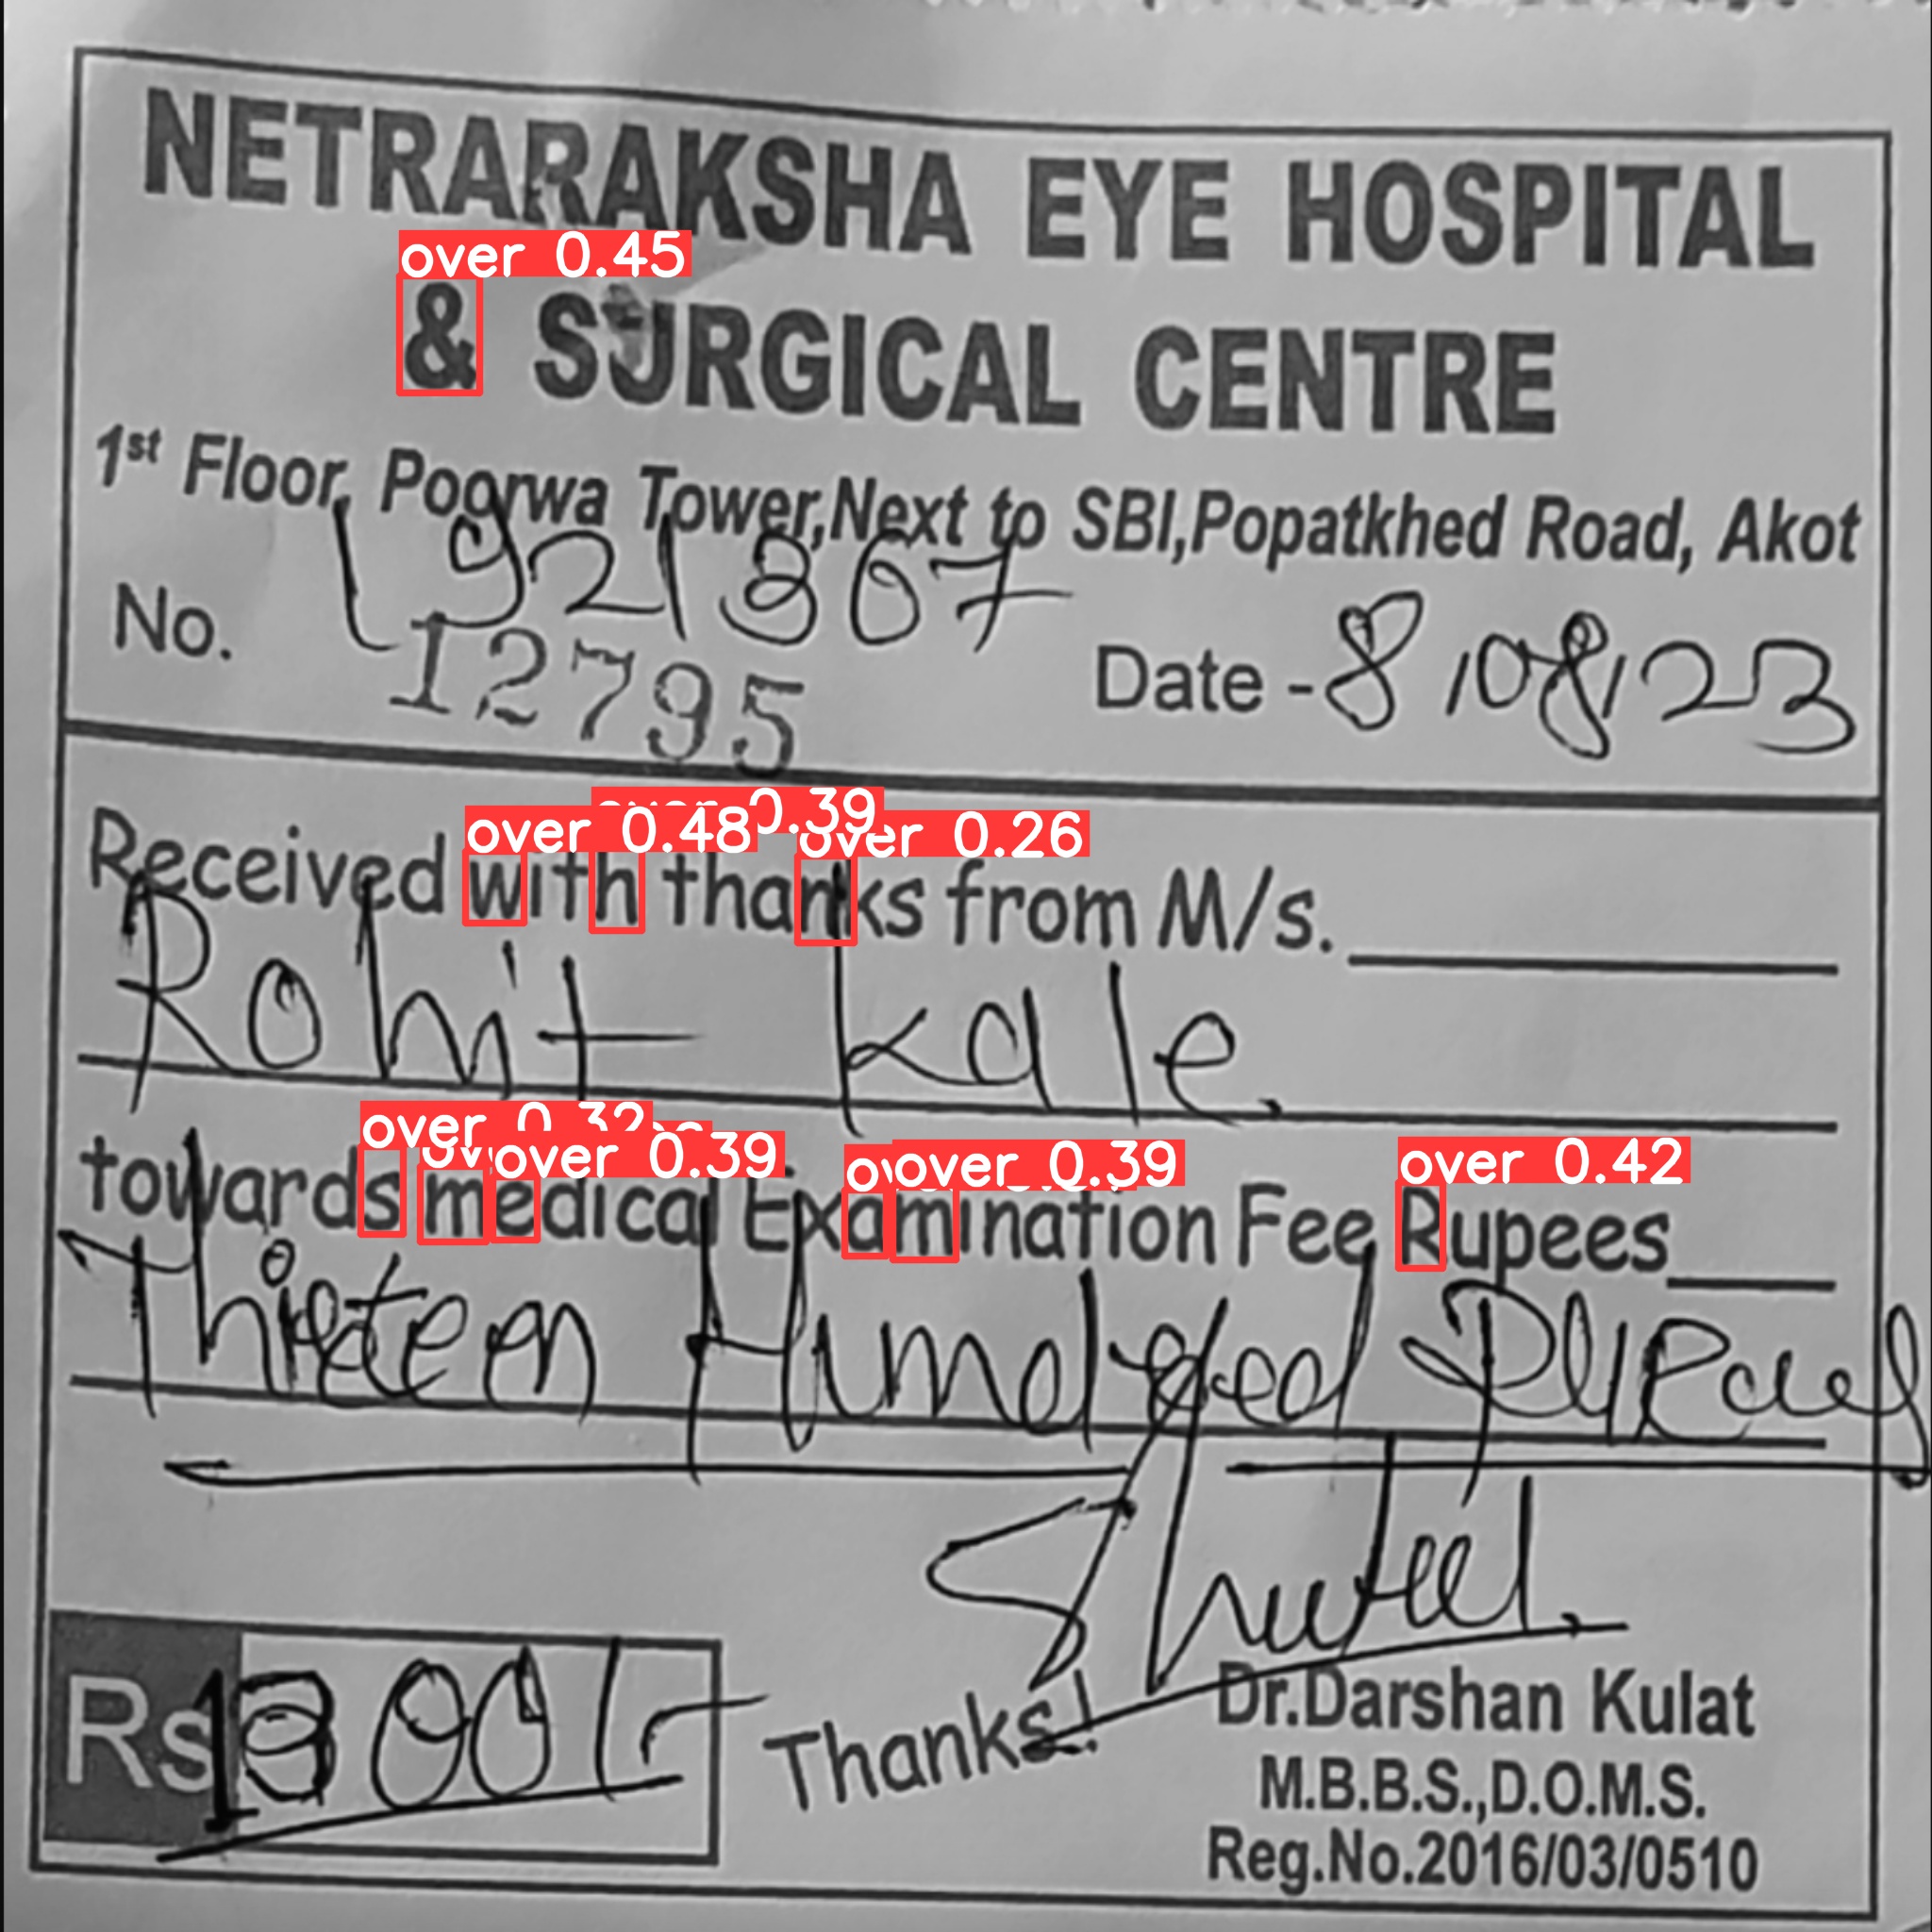 NETRARAKSHA EYE HOSPITAL
over 0.45
& SURGICAL CENTRE
1st Floor, Poorwa Tower,Next to SBI,Popatkhed Road, Akot
No. 1921367
12795
Date - 8/08/23
0.39
over 0.48 over 0.26
Received with thanks from M/s.
Rohit Kale
over 0.32
over 0.39 over 0.39 over 0.42
towards medical Examination Fee Rupees
Thirteen Hundred
Rs 1300/-
Thanks!
Dr.Darshan Kulat
M.B.B.S.,D.O.M.S.
Reg.No.2016/03/0510